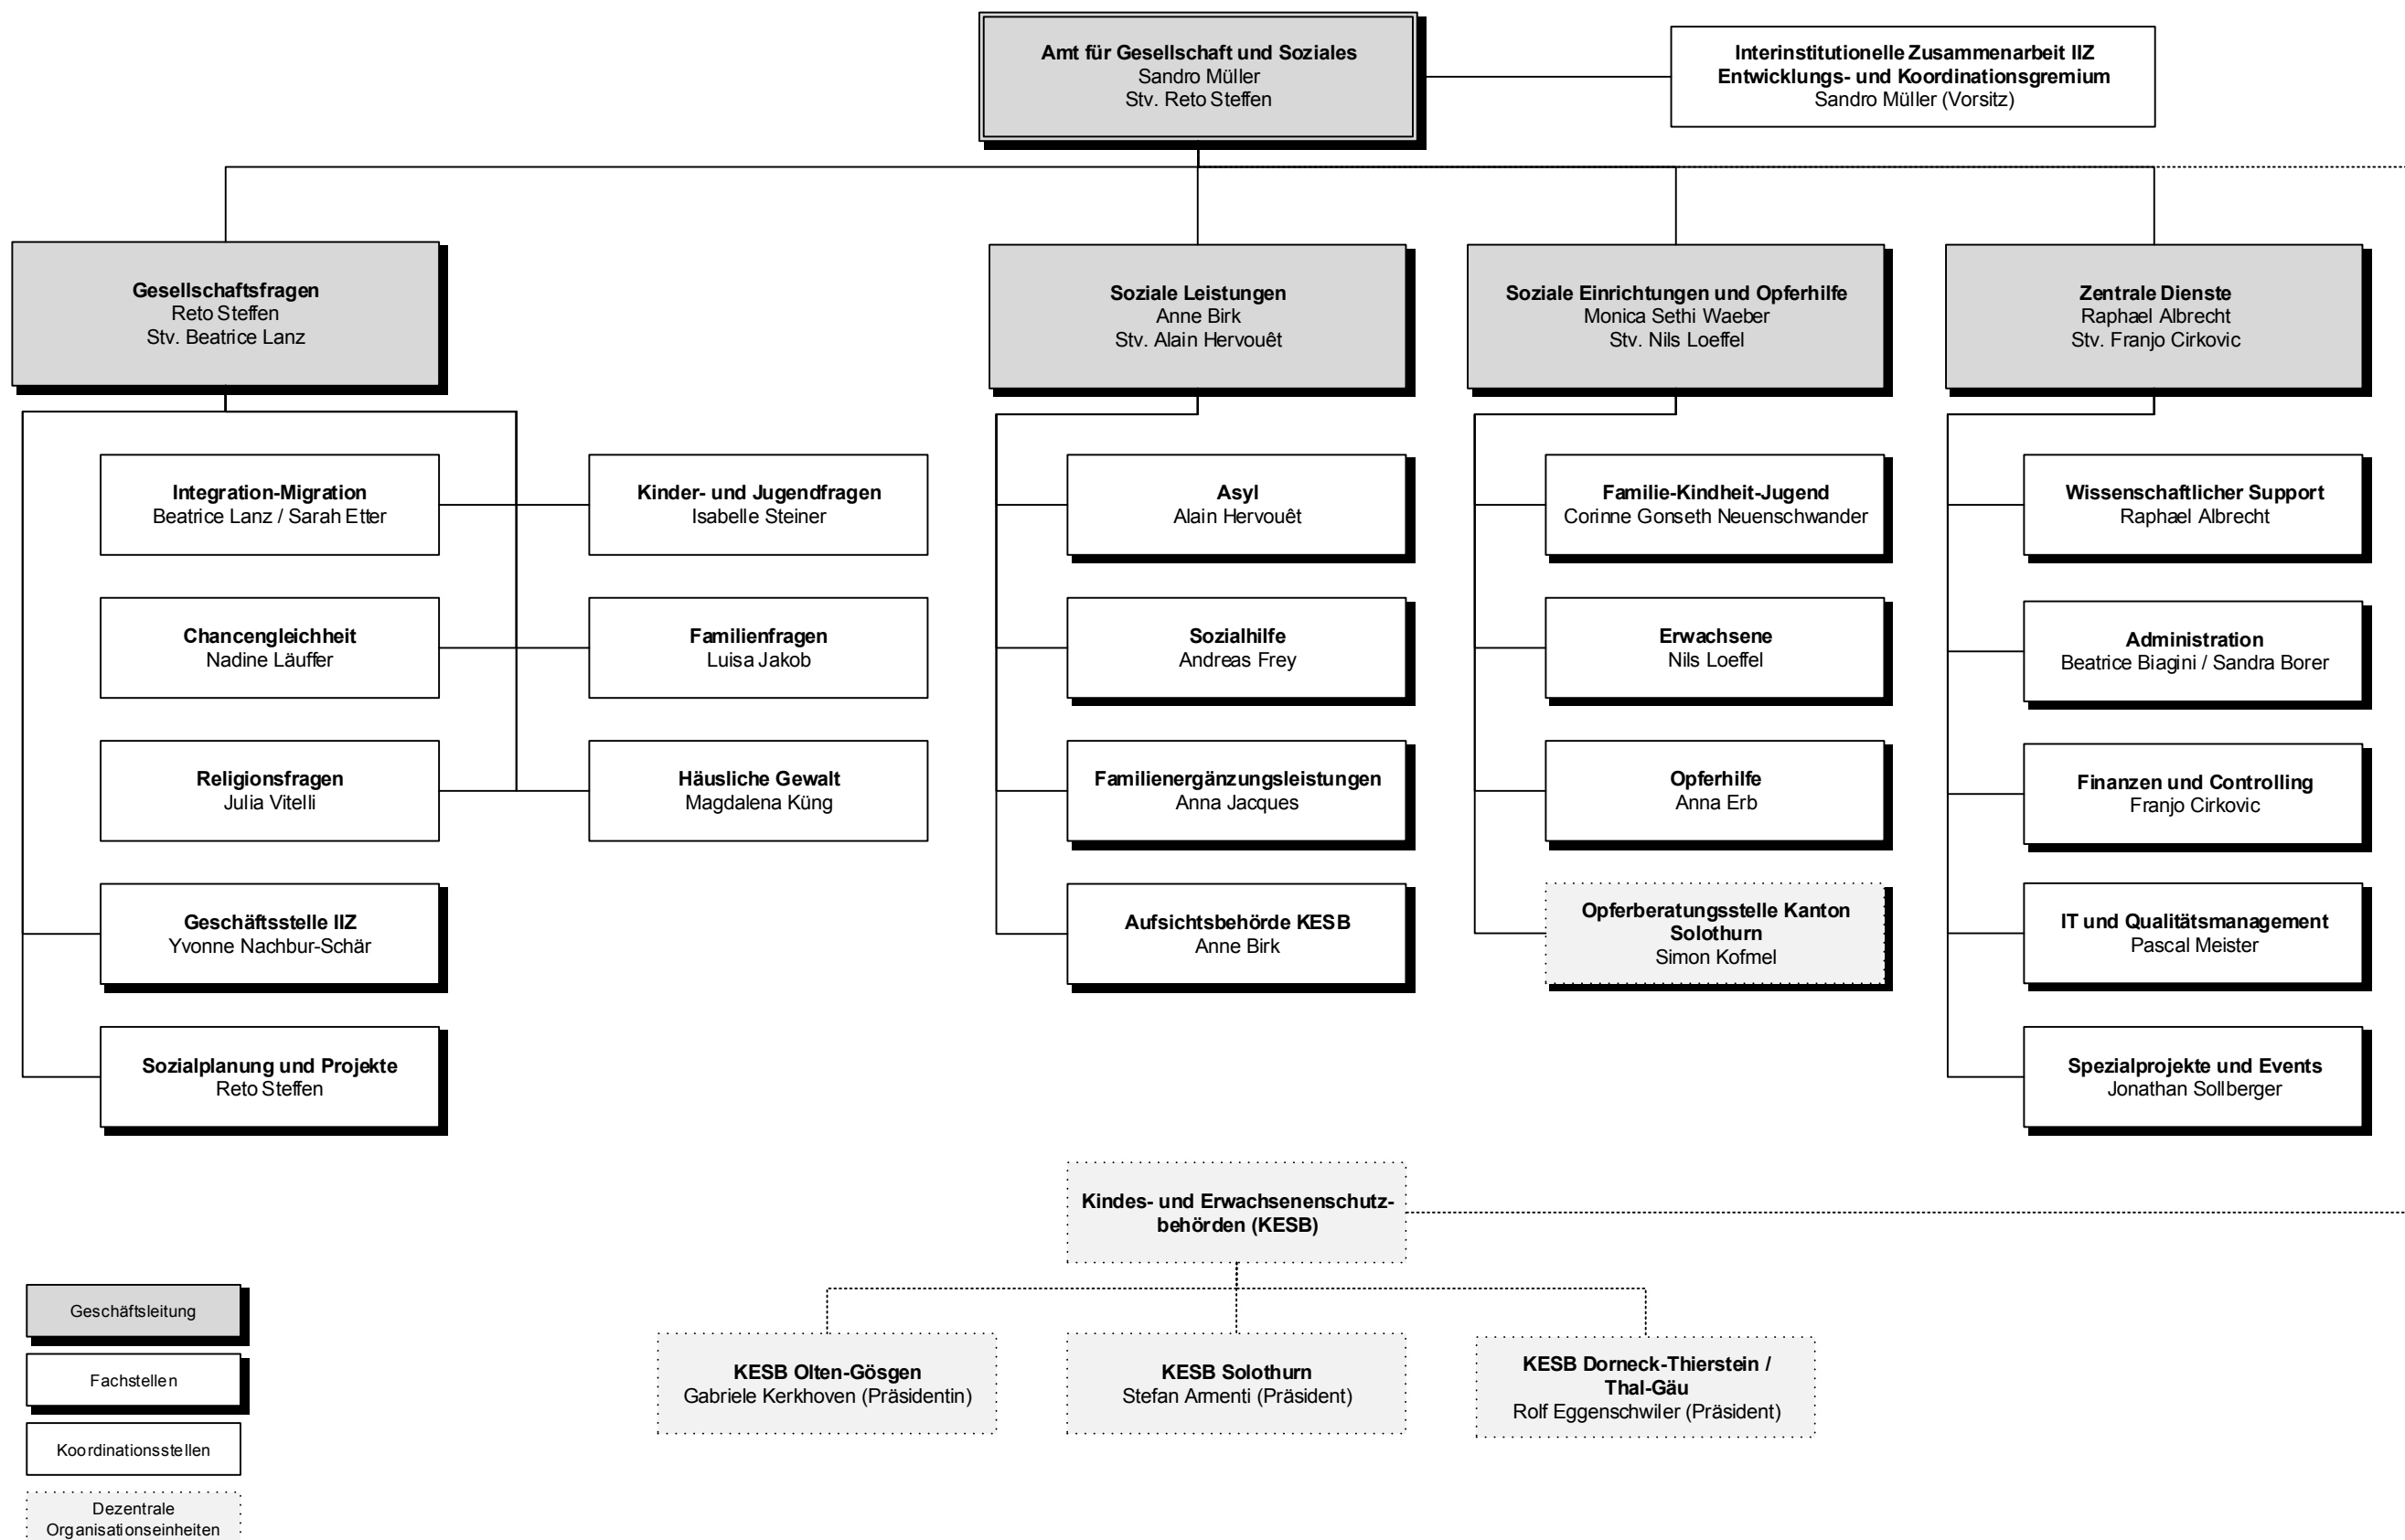 Amt für Gesellschaft und Soziales
Sandro Müller
Stv. Reto Steffen
Interinstitutionelle Zusammenarbeit IIZ
Entwicklungs- und Koordinationsgremium
Sandro Müller (Vorsitz)
Gesellschaftsfragen
Reto Steffen
Stv. Beatrice Lanz
Soziale Leistungen
Anne Birk
Stv. Alain Hervouêt
Soziale Einrichtungen und Opferhilfe
Monica Sethi Waeber
Stv. Nils Loeffel
Zentrale Dienste
Raphael Albrecht
Stv. Franjo Cirkovic
Integration-Migration
Beatrice Lanz / Sarah Etter
Kinder- und Jugendfragen
Isabelle Steiner
Chancengleichheit
Nadine Läuffer
Familienfragen
Luisa Jakob
Religionsfragen
Julia Vitelli
Häusliche Gewalt
Magdalena Küng
Geschäftsstelle IIZ
Yvonne Nachbur-Schär
Sozialplanung und Projekte
Reto Steffen
Asyl
Alain Hervouêt
Sozialhilfe
Andreas Frey
Familienergänzungsleistungen
Anna Jacques
Aufsichtsbehörde KESB
Anne Birk
Familie-Kindheit-Jugend
Corinne Gonseth Neuenschwander
Erwachsene
Nils Loeffel
Opferhilfe
Anna Erb
Opferberatungsstelle Kanton
Solothurn
Simon Kofmel
Wissenschaftlicher Support
Raphael Albrecht
Administration
Beatrice Biagini / Sandra Borer
Finanzen und Controlling
Franjo Cirkovic
IT und Qualitätsmanagement
Pascal Meister
Spezialprojekte und Events
Jonathan Sollberger
Kindes- und Erwachsenenschutz-
behörden (KESB)
KESB Olten-Gösgen
Gabriele Kerkhoven (Präsidentin)
KESB Solothurn
Stefan Armenti (Präsident)
KESB Dorneck-Thierstein /
Thal-Gäu
Rolf Eggenschwiler (Präsident)
Geschäftsleitung
Fachstellen
Koordinationsstellen
Dezentrale
Organisationseinheiten